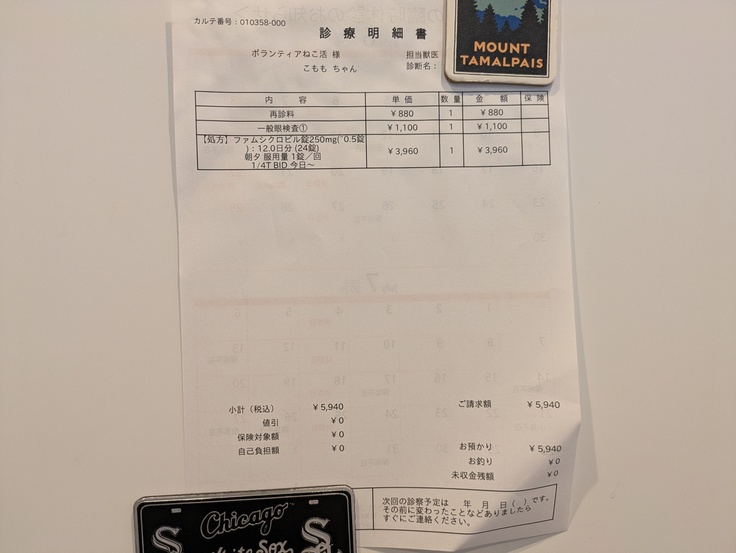 カルテ番号：010358-000
診療明細書
ボランティアねこ活 様
担当獣医
こもも ちゃん
診断名：
内容 単価 数量 金額 保険
再診料 ¥880 1 ¥880
一般眼検査① ¥1,100 1 ¥1,100
【処方】ファムシクロビル錠250mg(~0.5錠
)：12.0日分 (24錠) ¥3,960 1 ¥3,960
朝夕 服用量 1錠／回
1/4T BID 今日～
小計（税込） ¥5,940
値引 ¥0
保険対象額 ¥0
自己負担額 ¥0
ご請求額 ¥5,940
お預かり ¥5,940
お釣り ¥0
未収金残額 ¥0
次回の診察予定は 年 月 日（ ）です。
その前に変わったことなどありましたら
すぐにご連絡ください。
MOUNT
TAMALPAIS
Chicago
S White Sox S